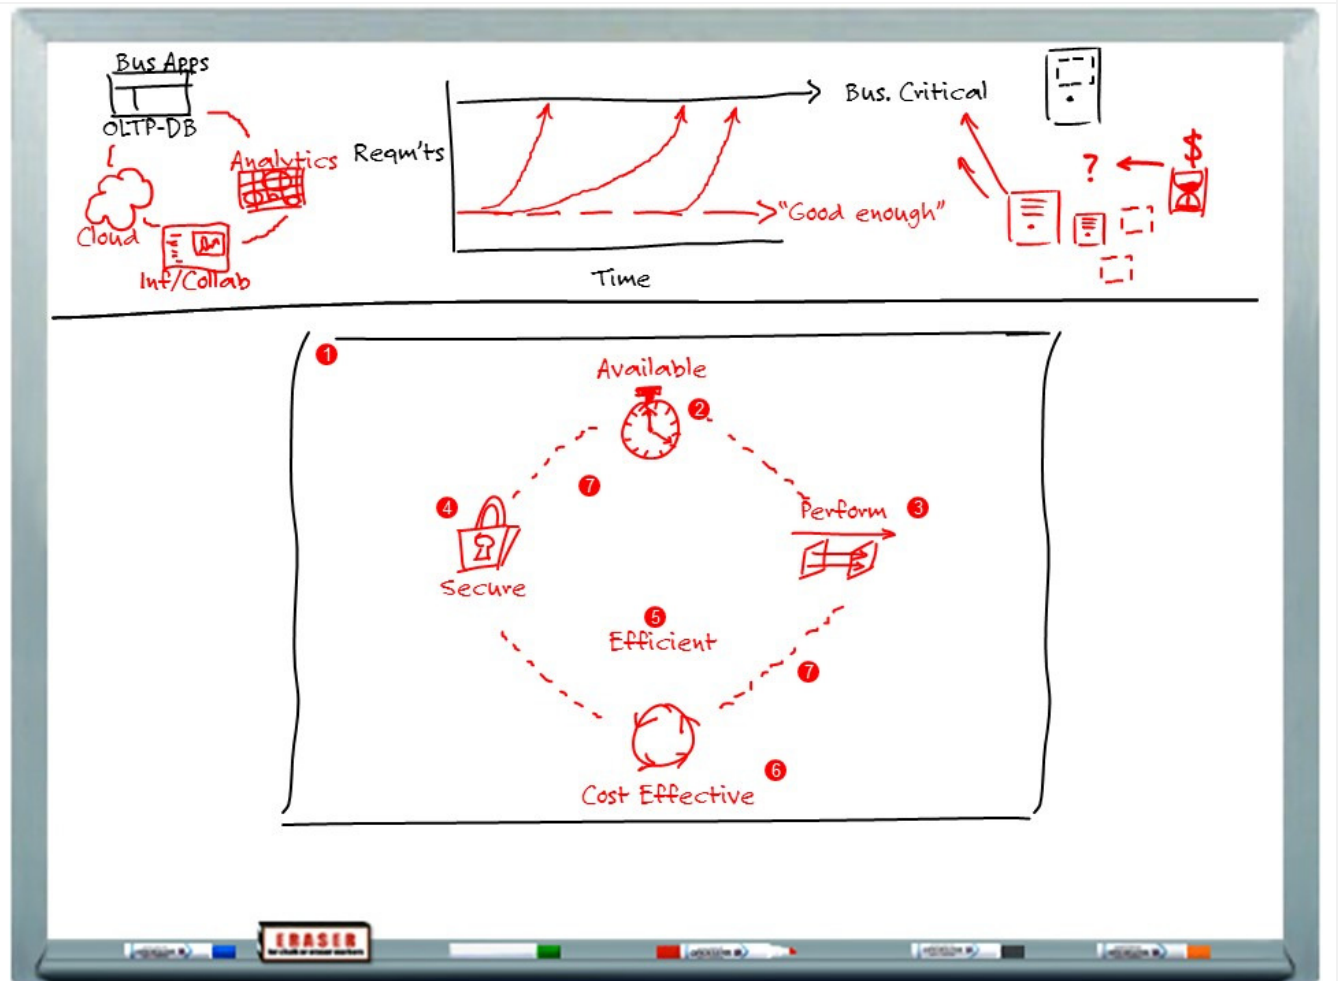 Bus Apps
OLTP-DB
Analytics
Cloud
Inf/Collab
Reqm'ts
Bus. Critical
"Good enough"
Time
?
$
1
Available
2
7
4
Perform
3
Secure
5
Efficient
7
6
Cost Effective
ERASER